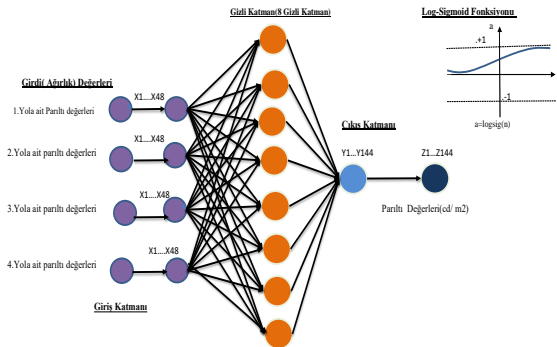 Gizli Katman(8 Gizli Katman)
Log-Sigmoid Fonksivonu
a
.+1
.-1
a=logsig(n)
Girdi( Ağırlık) Değerleri
X1....X48
1.Yola ait Parıltı değerleri
X1....X48
2.Yola ait parıltı değerleri
X1....X48
3.Yola ait parıltı değerleri
X1....X48
4.Yola ait parıltı değerleri
Giriş Katmanı
Çıkıs Katmanı
Y1...Y144
Z1...Z144
Parıltı Değerleri(cd/ m2)